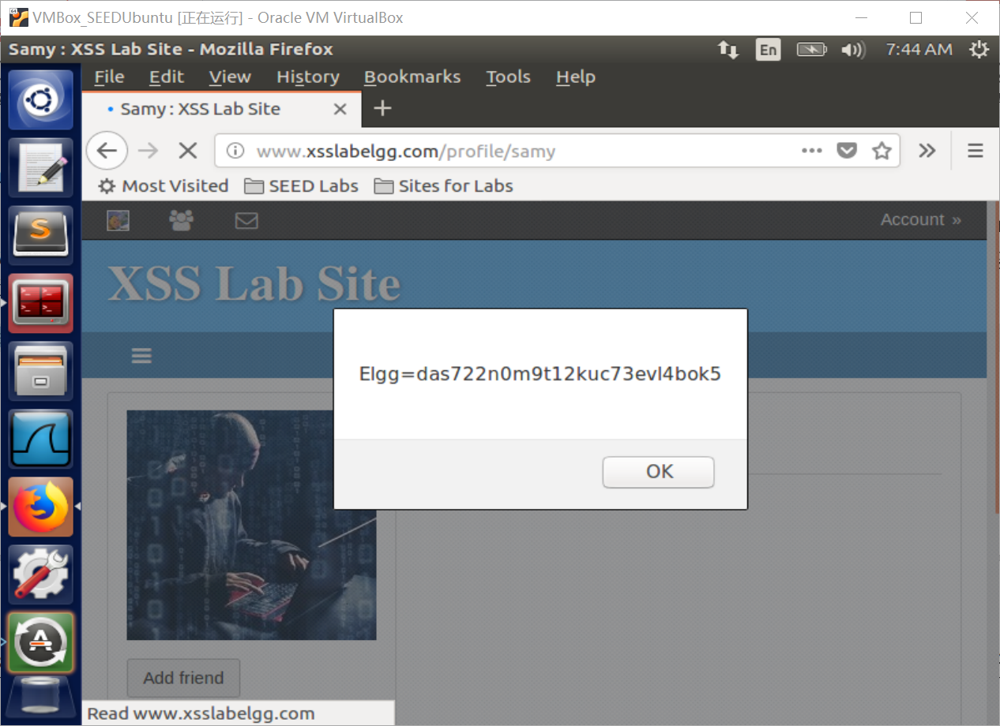 VMBox_SEEDUbuntu [正在运行] - Oracle VM VirtualBox
Samy : XSS Lab Site - Mozilla Firefox En 7:44 AM
File Edit View History Bookmarks Tools Help
Samy : XSS Lab Site
www.xsslabelgg.com/profile/samy
Most Visited SEED Labs Sites for Labs
Account »
XSS Lab Site
Elgg=das722n0m9t12kuc73evl4bok5
OK
Add friend
Read www.xsslabelgg.com